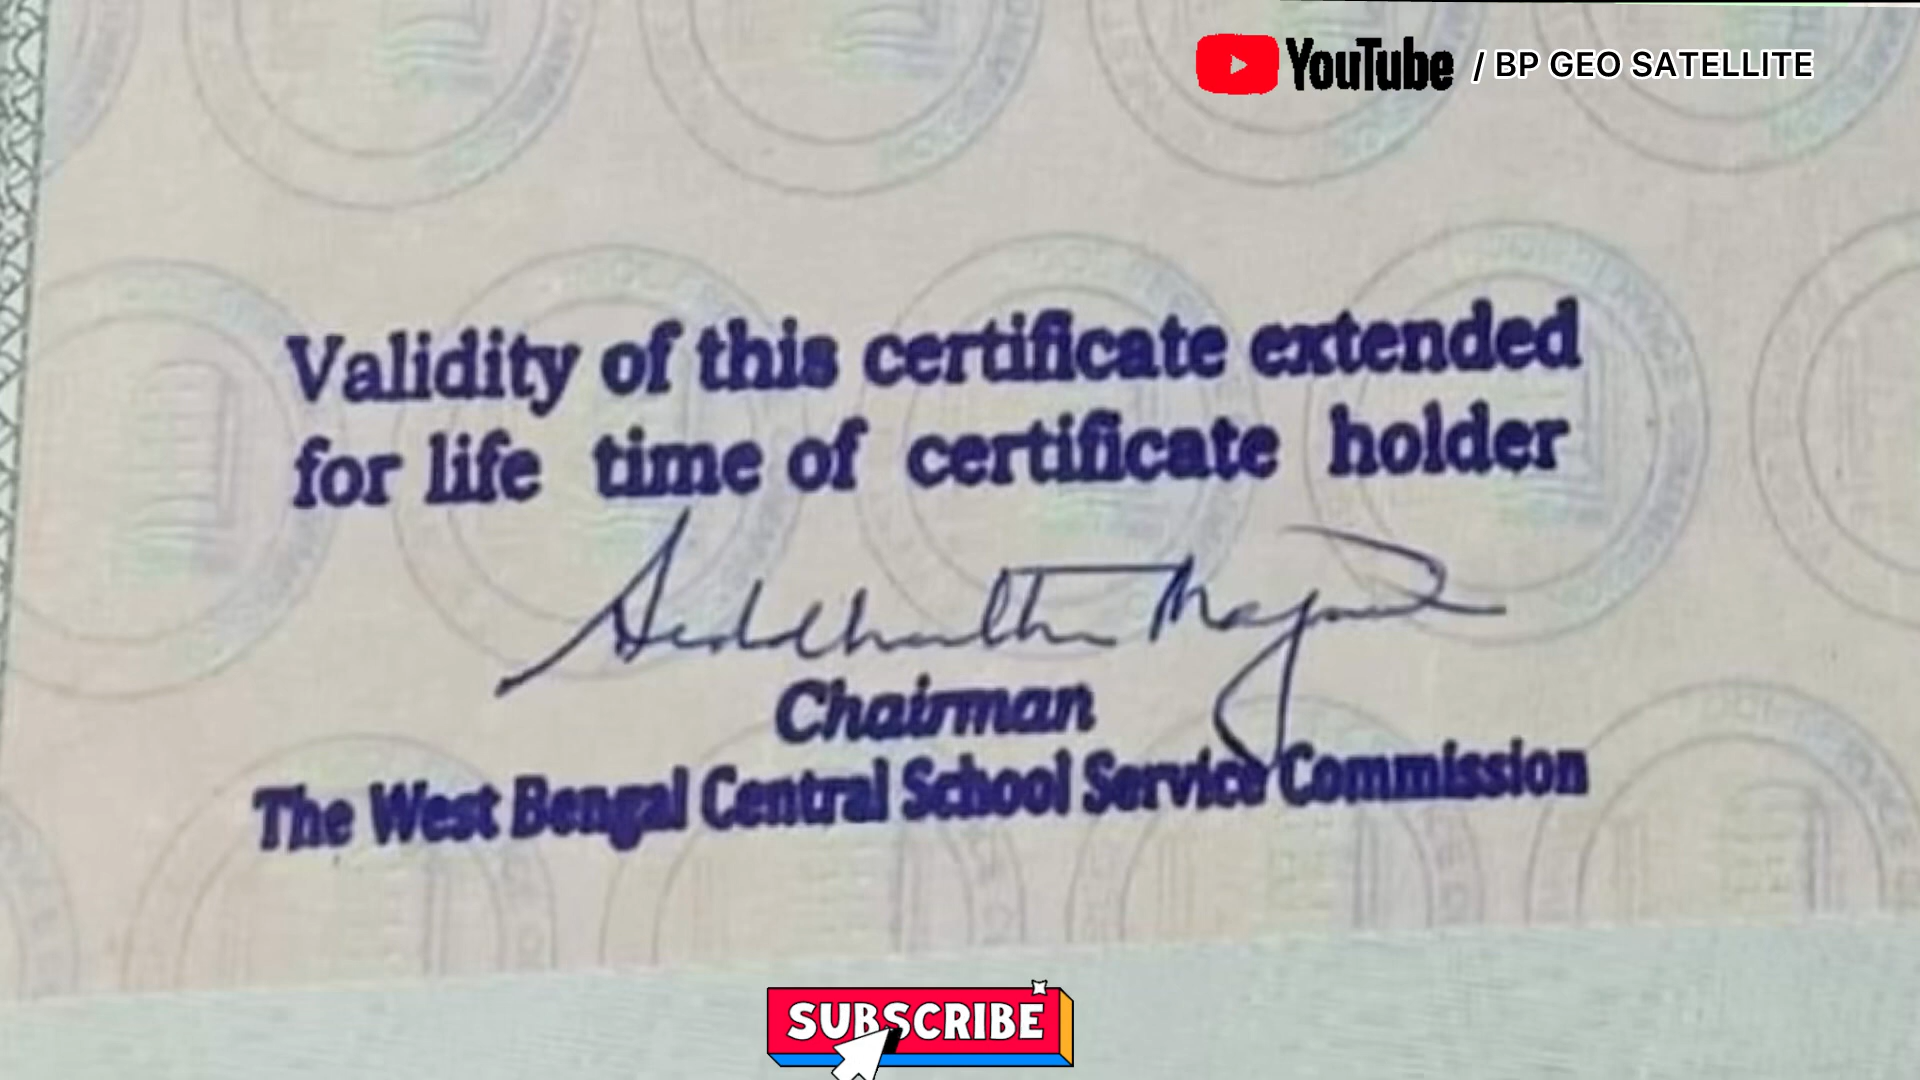 YouTube / BP GEO SATELLITE
Validity of this certificate extended
for life time of certificate holder
Chairman
The West Bengal Central School Service Commission
SUBSCRIBE